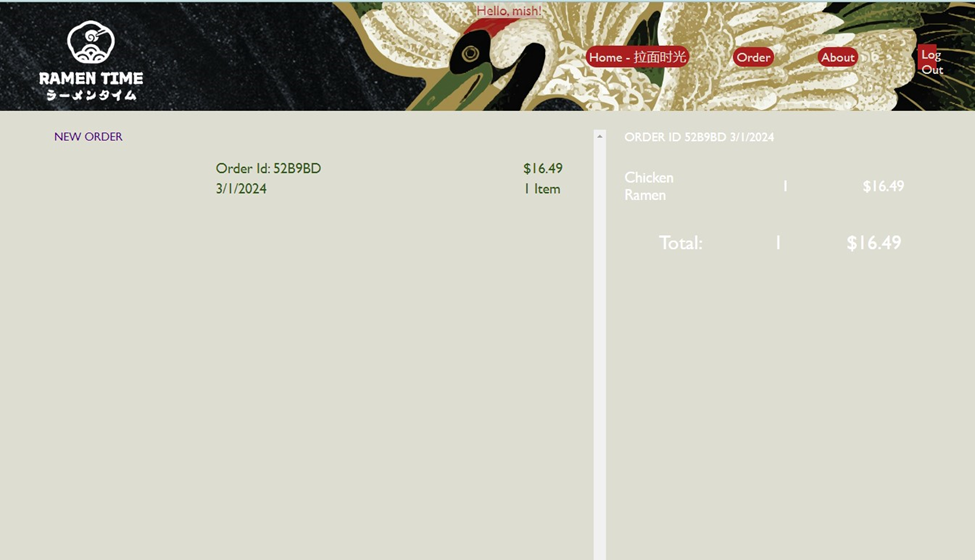 Hello, mish!
RAMEN TIME
ラーメンタイム
Home - 拉面时光
Order
About
Log
Out
NEW ORDER
Order Id: 52B9BD
$16.49
3/1/2024
1 Item
ORDER ID 52B9BD 3/1/2024
Chicken
Ramen
1
$16.49
Total:
1
$16.49